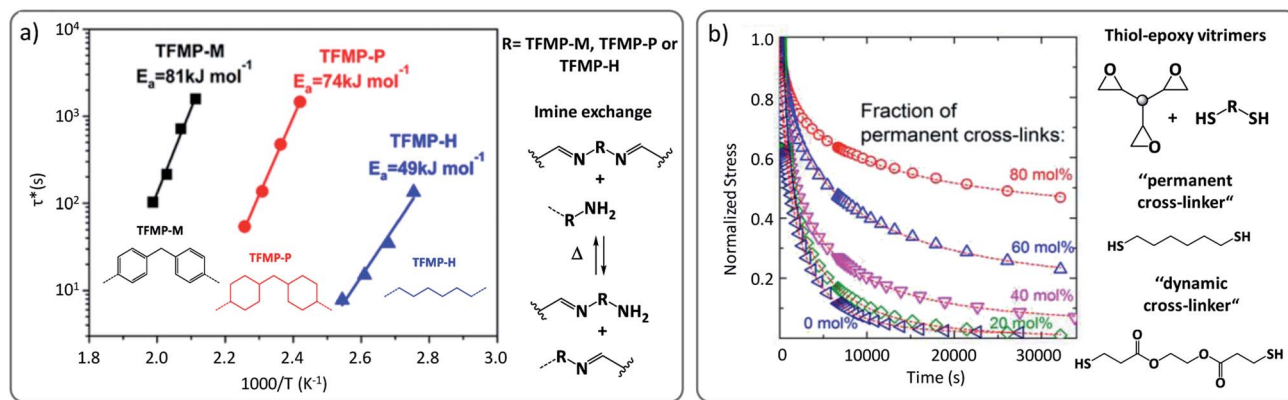 a)
τ*(s)
10⁴
10³
10²
10¹
1.8 2.0 2.2 2.4 2.6 2.8 3.0
1000/T (K⁻¹)
TFMP-M
Eₐ=81kJ mol⁻¹
TFMP-P
Eₐ=74kJ mol⁻¹
TFMP-H
Eₐ=49kJ mol⁻¹
TFMP-M
TFMP-P
TFMP-H
R= TFMP-M, TFMP-P or
TFMP-H
Imine exchange
N R N
+
R NH₂
Δ
N R NH₂
+
R N
b)
Normalized Stress
1.0
0.8
0.6
0.4
0.2
0 10000 20000 30000
Time (s)
Fraction of
permanent cross-links:
80 mol%
60 mol%
40 mol%
20 mol%
0 mol%
Thiol-epoxy vitrimers
O O
O
+
HS R SH
“permanent
cross-linker“
HS SH
“dynamic
cross-linker“
HS O O O O SH